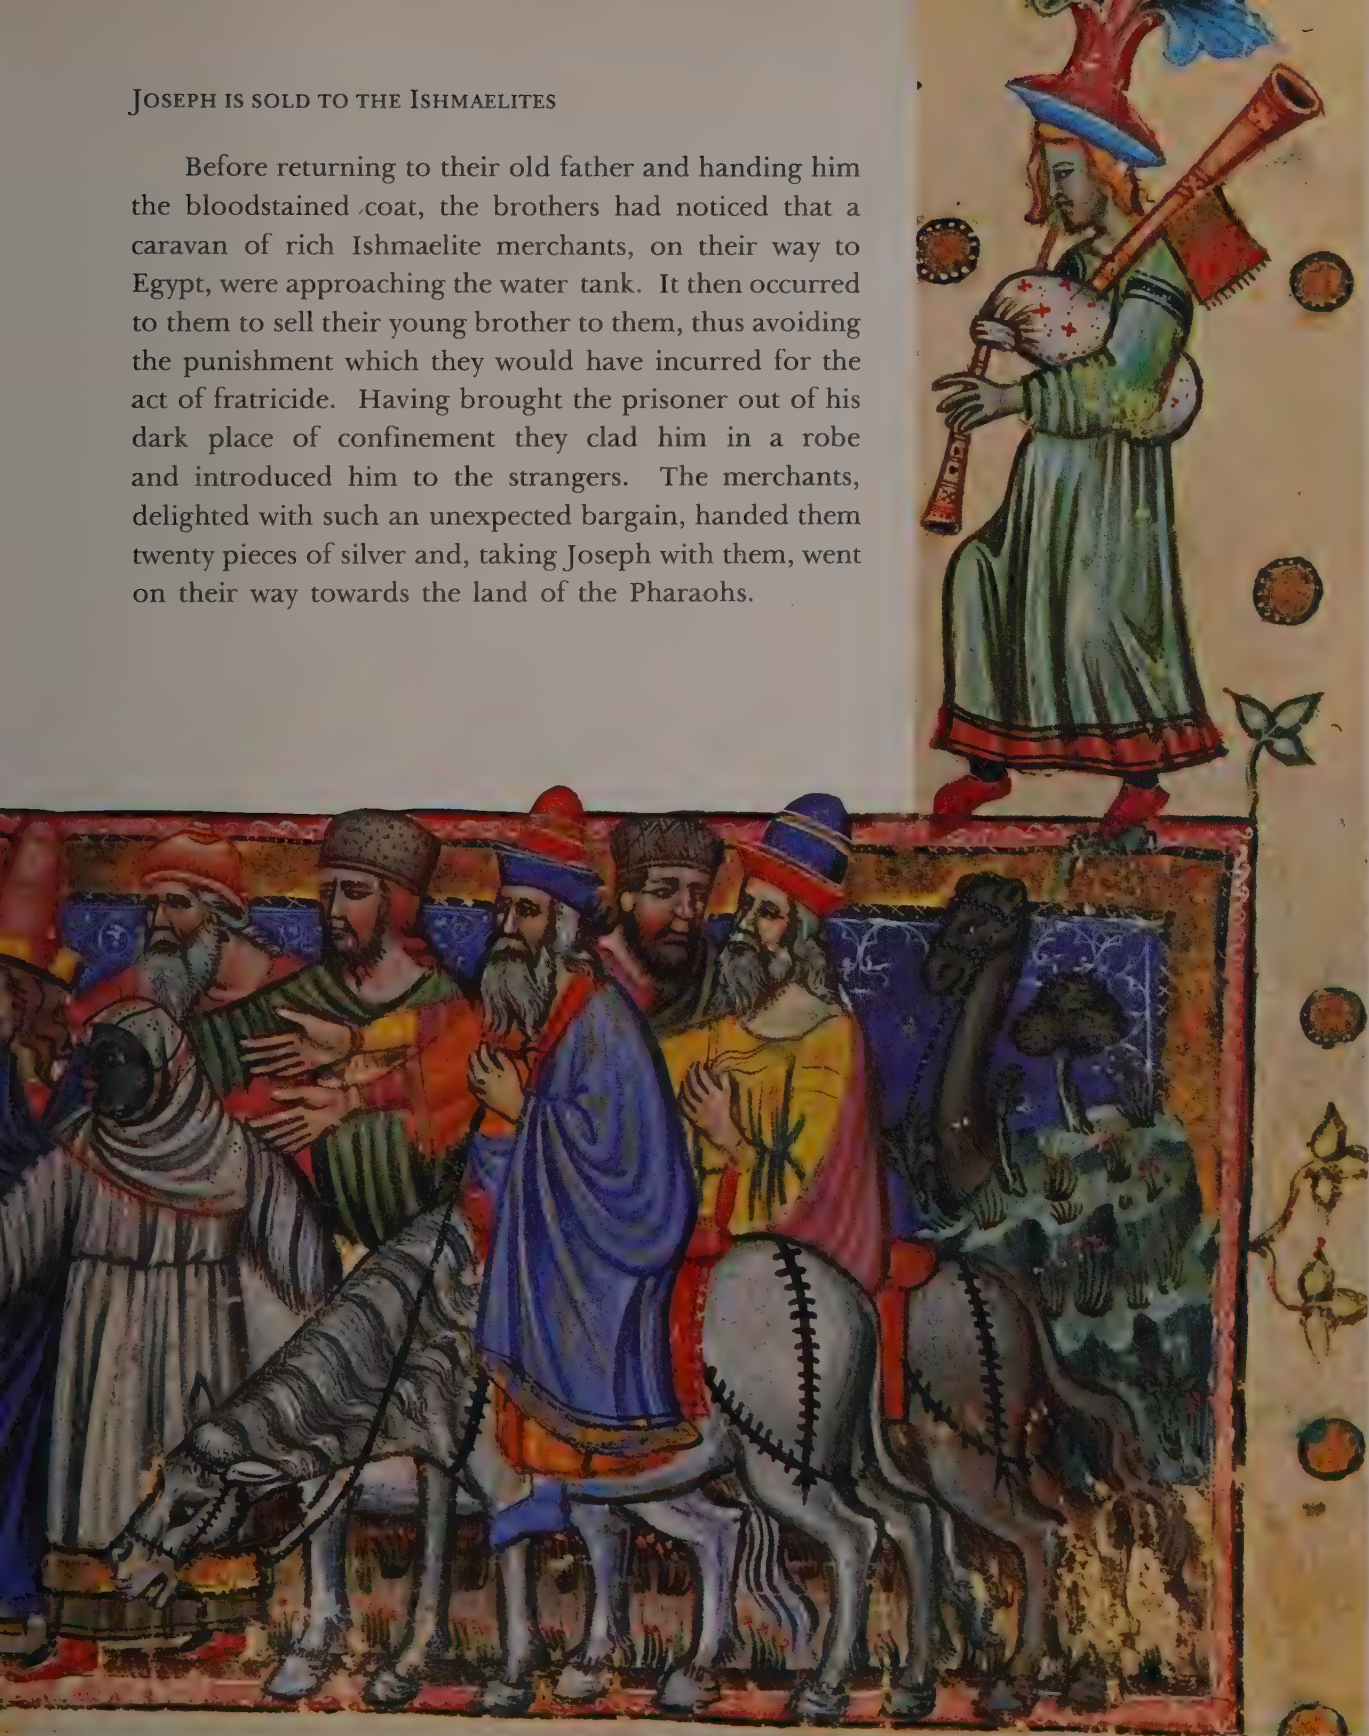 JOSEPH IS SOLD TO THE ISHMAELITES
Before returning to their old father and handing him
the bloodstained coat, the brothers had noticed that a
caravan of rich Ishmaelite merchants, on their way to
Egypt, were approaching the water tank. It then occurred
to them to sell their young brother to them, thus avoiding
the punishment which they would have incurred for the
act of fratricide. Having brought the prisoner out of his
dark place of confinement they clad him in a robe
and introduced him to the strangers. The merchants,
delighted with such an unexpected bargain, handed them
twenty pieces of silver and, taking Joseph with them, went
on their way towards the land of the Pharaohs.